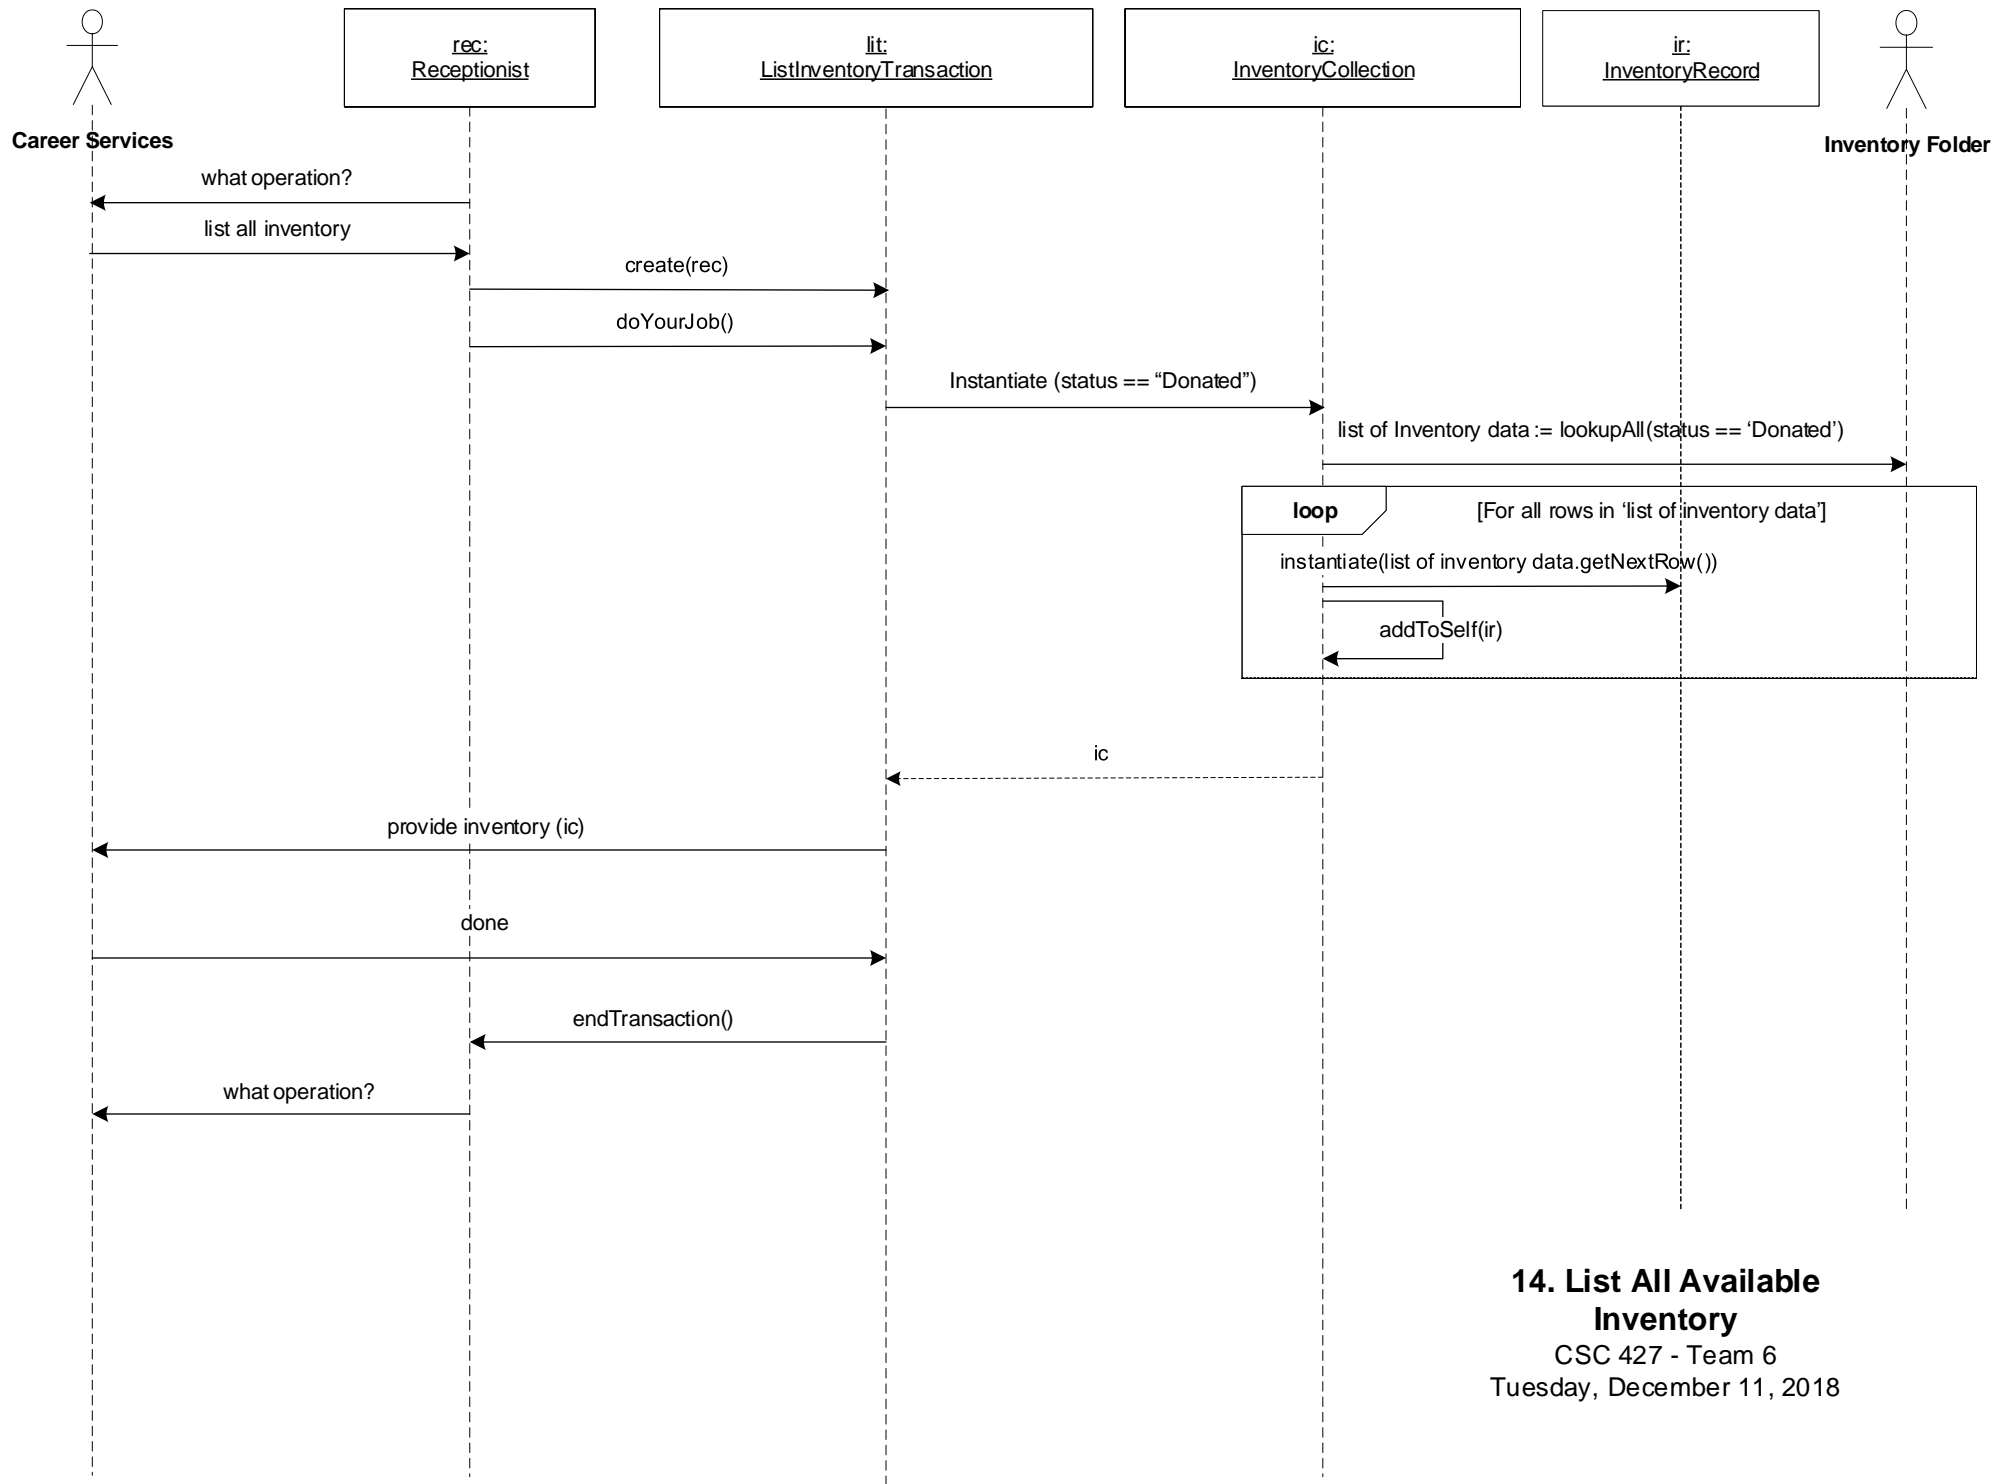 rec:
Receptionist
lit:
ListInventoryTransaction
ic:
InventoryCollection
ir:
InventoryRecord
Career Services
Inventory Folder
what operation?
list all inventory
create(rec)
doYourJob()
Instantiate (status == “Donated”)
list of Inventory data := lookupAll(status == ‘Donated’)
loop
[For all rows in ‘list of inventory data’]
instantiate(list of inventory data.getNextRow())
addToSelf(ir)
ic
provide inventory (ic)
done
endTransaction()
what operation?
14. List All Available
Inventory
CSC 427 - Team 6
Tuesday, December 11, 2018